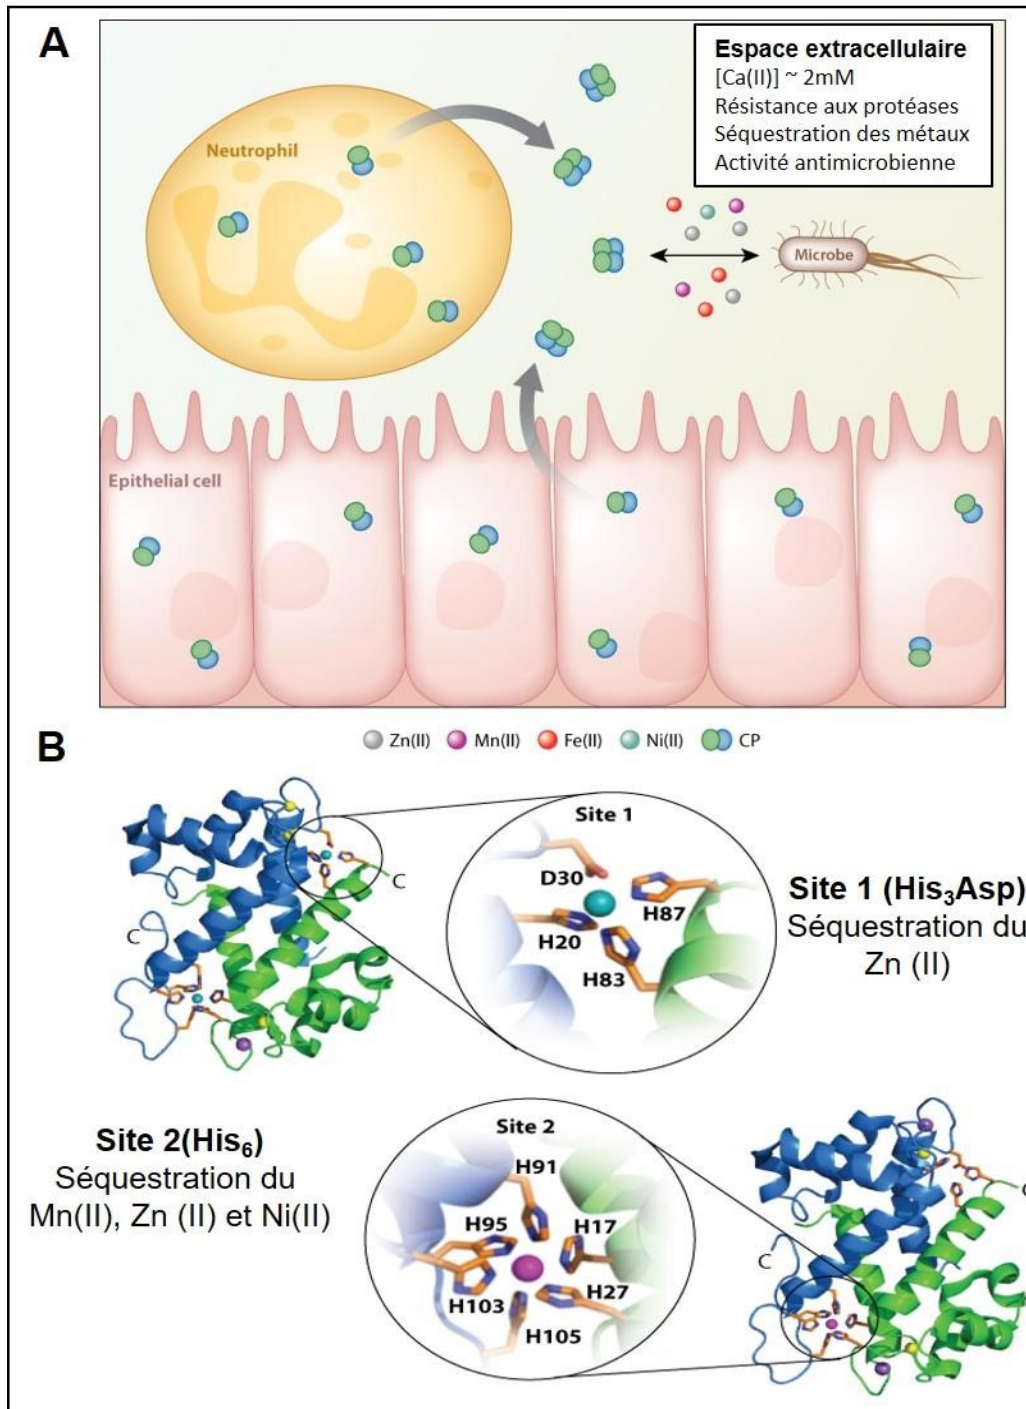 A
Espace extracellulaire
[Ca(II)] ~ 2mM
Résistance aux protéases
Séquestration des métaux
Activité antimicrobienne
Neutrophil
Microbe
Epithelial cell
Zn(II) Mn(II) Fe(II) Ni(II) CP
B
Site 1
D30
H87
H20
H83
C
C
Site 1 (His₃Asp)
Séquestration du
Zn (II)
Site 2(His₆)
Séquestration du
Mn(II), Zn (II) et Ni(II)
Site 2
H91
H95
H17
H103
H27
H105
C
C